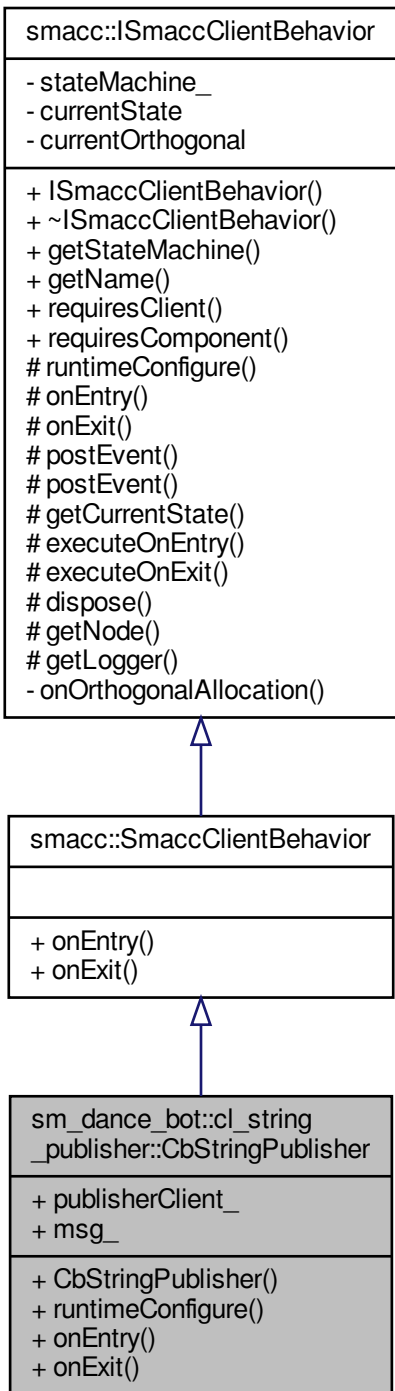 smacc::ISmaccClientBehavior
- stateMachine_
- currentState
- currentOrthogonal
+ ISmaccClientBehavior()
+ ~ISmaccClientBehavior()
+ getStateMachine()
+ getName()
+ requiresClient()
+ requiresComponent()
# runtimeConfigure()
# onEntry()
# onExit()
# postEvent()
# postEvent()
# getCurrentState()
# executeOnEntry()
# executeOnExit()
# dispose()
# getNode()
# getLogger()
- onOrthogonalAllocation()
smacc::SmaccClientBehavior
+ onEntry()
+ onExit()
sm_dance_bot::cl_string
_publisher::CbStringPublisher
+ publisherClient_
+ msg_
+ CbStringPublisher()
+ runtimeConfigure()
+ onEntry()
+ onExit()